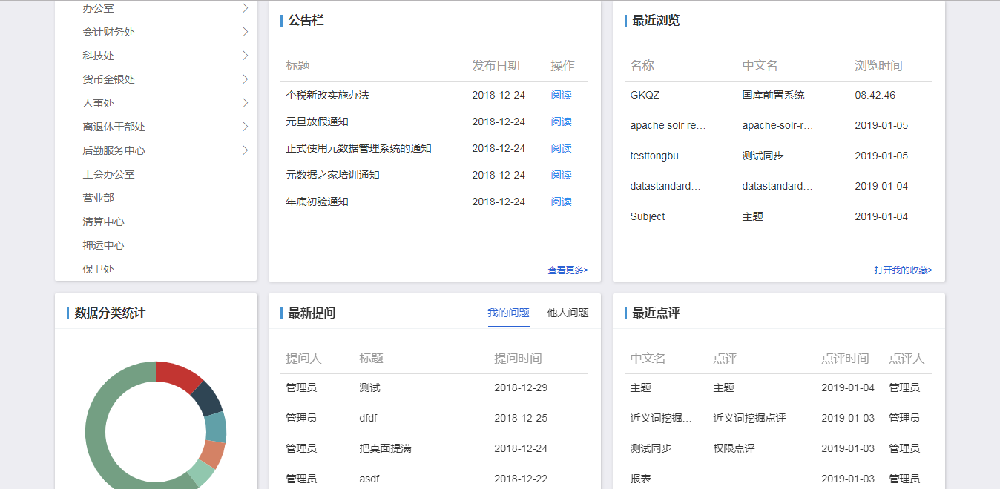 办公室
会计财务处
科技处
货币金银处
人事处
离退休干部处
后勤服务中心
工会办公室
营业部
清算中心
押运中心
保卫处
公告栏
标题 发布日期 操作
个税新改实施办法 2018-12-24 阅读
元旦放假通知 2018-12-24 阅读
正式使用元数据管理系统的通知 2018-12-24 阅读
元数据之家培训通知 2018-12-24 阅读
年底初验通知 2018-12-24 阅读
查看更多>
最近浏览
名称 中文名 浏览时间
GKQZ 国库前置系统 08:42:46
apache solr re… apache-solr-r… 2019-01-05
testtongbu 测试同步 2019-01-05
datastandard… datastandard… 2019-01-04
Subject 主题 2019-01-04
打开我的收藏>
数据分类统计
最新提问 我的问题 他人问题
提问人 标题 提问时间
管理员 测试 2018-12-29
管理员 dfdf 2018-12-25
管理员 把桌面提满 2018-12-24
管理员 asdf 2018-12-22
最近点评
中文名 点评 点评时间 点评人
主题 主题 2019-01-04 管理员
近义词挖掘… 近义词挖掘点评 2019-01-03 管理员
测试同步 权限点评 2019-01-03 管理员
报表 2019-01-03 管理员